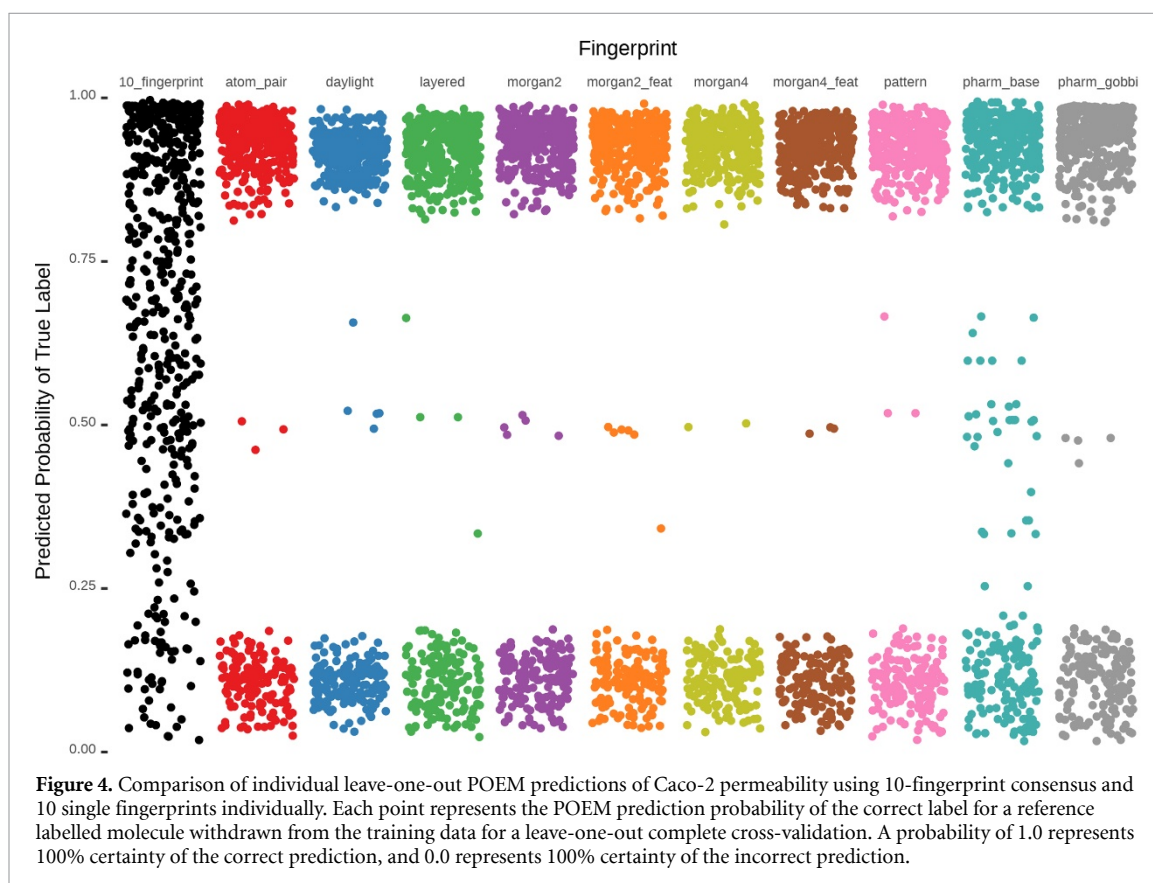 Fingerprint
10_fingerprint atom_pair daylight layered morgan2 morgan2_feat morgan4 morgan4_feat pattern pharm_base pharm_gobbi
Predicted Probability of True Label
1.00
0.75
0.50
0.25
0.00
Figure 4. Comparison of individual leave-one-out POEM predictions of Caco-2 permeability using 10-fingerprint consensus and
10 single fingerprints individually. Each point represents the POEM prediction probability of the correct label for a reference
labelled molecule withdrawn from the training data for a leave-one-out complete cross-validation. A probability of 1.0 represents
100% certainty of the correct prediction, and 0.0 represents 100% certainty of the incorrect prediction.